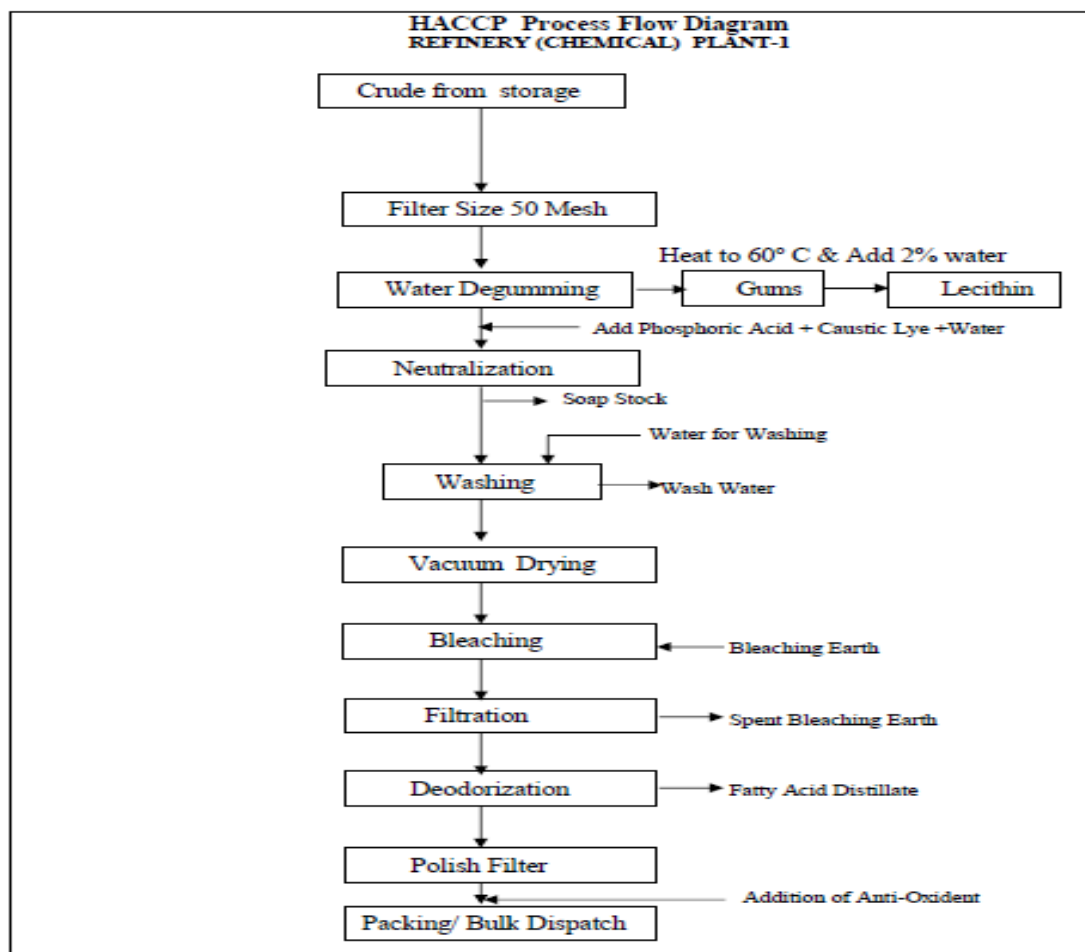 HACCP Process Flow Diagram
REFINERY (CHEMICAL) PLANT-1
Crude from storage
Filter Size 50 Mesh
Heat to 60° C & Add 2% water
Water Degumming
Gums
Lecithin
Add Phosphoric Acid + Caustic Lye +Water
Neutralization
Soap Stock
Water for Washing
Washing
Wash Water
Vacuum Drying
Bleaching
Bleaching Earth
Filtration
Spent Bleaching Earth
Deodorization
Fatty Acid Distillate
Polish Filter
Addition of Anti-Oxident
Packing/ Bulk Dispatch